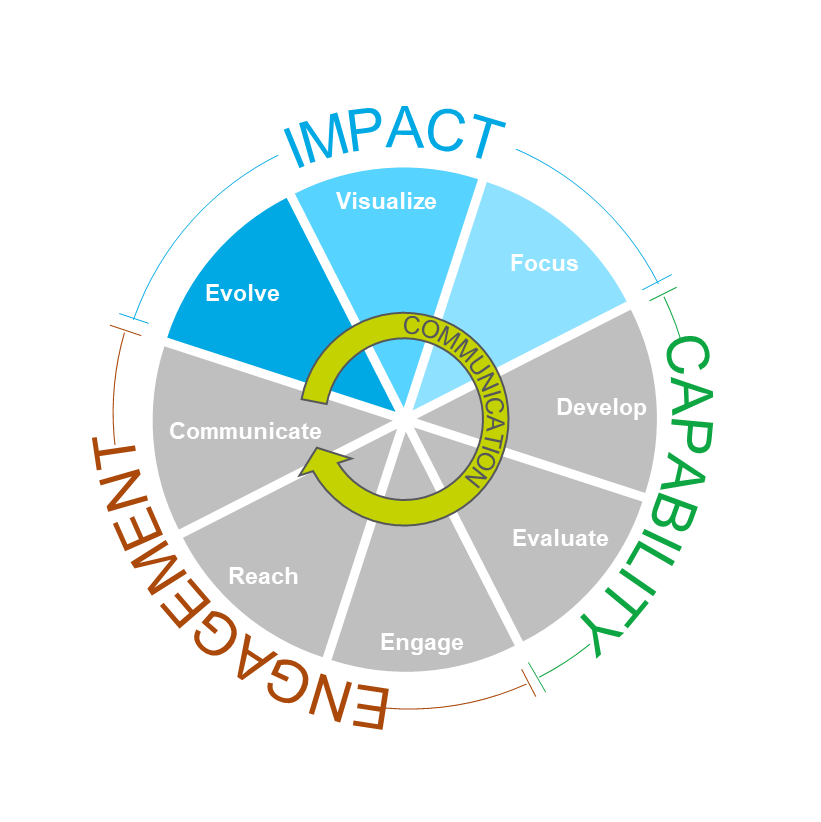 IMPACT
Visualize
Focus
Evolve
COMMUNICATION
CAPABILITY
Develop
Communicate
Evaluate
Reach
Engage
ENGAGEMENT